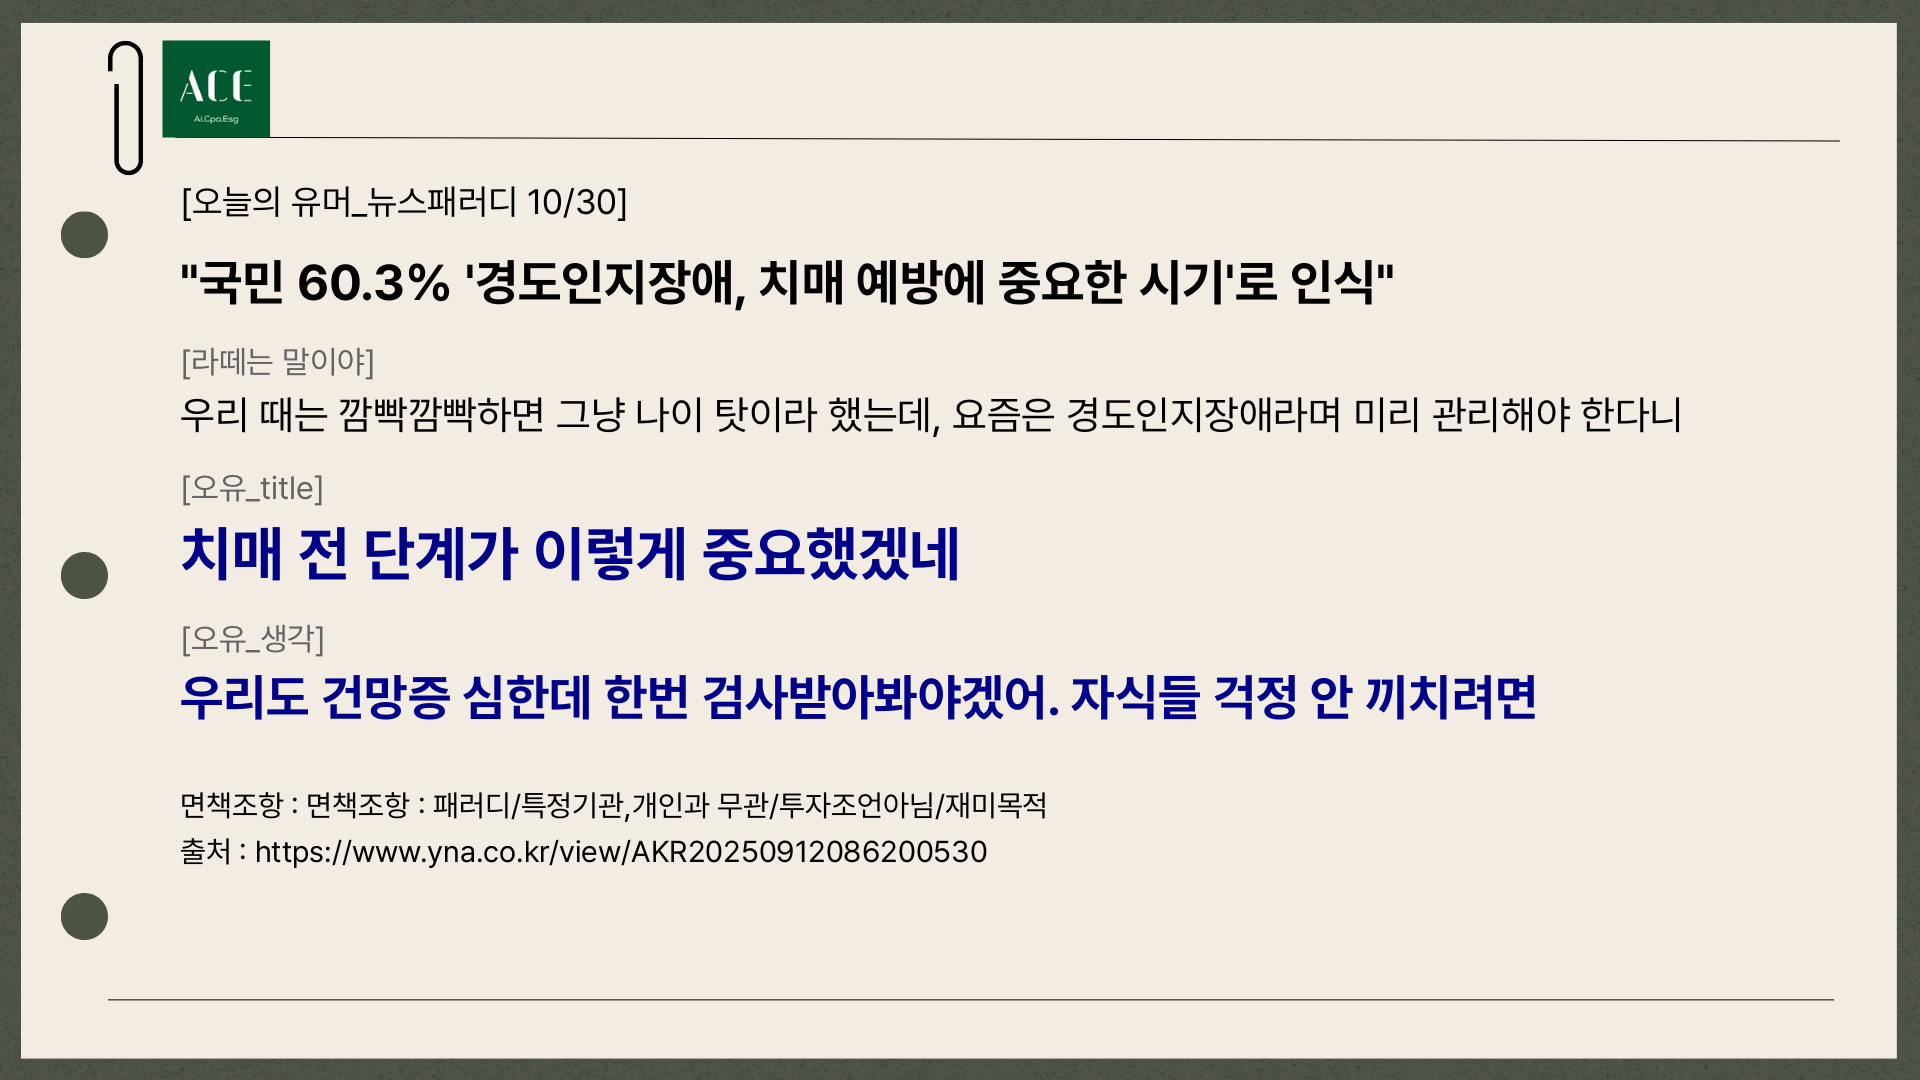 ACE
Ai.Cpa.Esg
[오늘의 유머_뉴스패러디 10/30]
"국민 60.3% '경도인지장애, 치매 예방에 중요한 시기'로 인식"
[라떼는 말이야]
우리 때는 깜빡깜빡하면 그냥 나이 탓이라 했는데, 요즘은 경도인지장애라며 미리 관리해야 한다니
[오유_title]
치매 전 단계가 이렇게 중요했겠네
[오유_생각]
우리도 건망증 심한데 한번 검사받아봐야겠어. 자식들 걱정 안 끼치려면
면책조항 : 면책조항 : 패러디/특정기관,개인과 무관/투자조언아님/재미목적
출처 : https://www.yna.co.kr/view/AKR20250912086200530